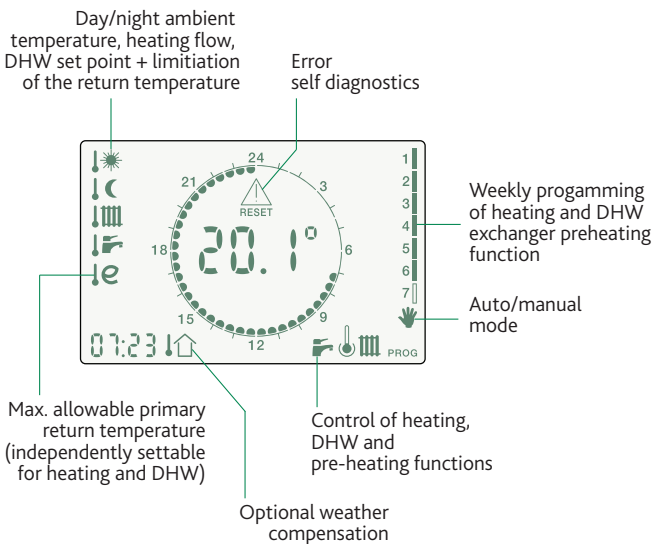 Day/night ambient
temperature, heating flow,
DHW set point + limitiation
of the return temperature
Error
self diagnostics
24
21
3
RESET
18
20.1°
6
15
9
12
1
2
3
4
5
6
7
07:23
PROG
Weekly progamming
of heating and DHW
exchanger preheating
function
Auto/manual
mode
Max. allowable primary
return temperature
(independently settable
for heating and DHW)
Control of heating,
DHW and
pre-heating functions
Optional weather
compensation